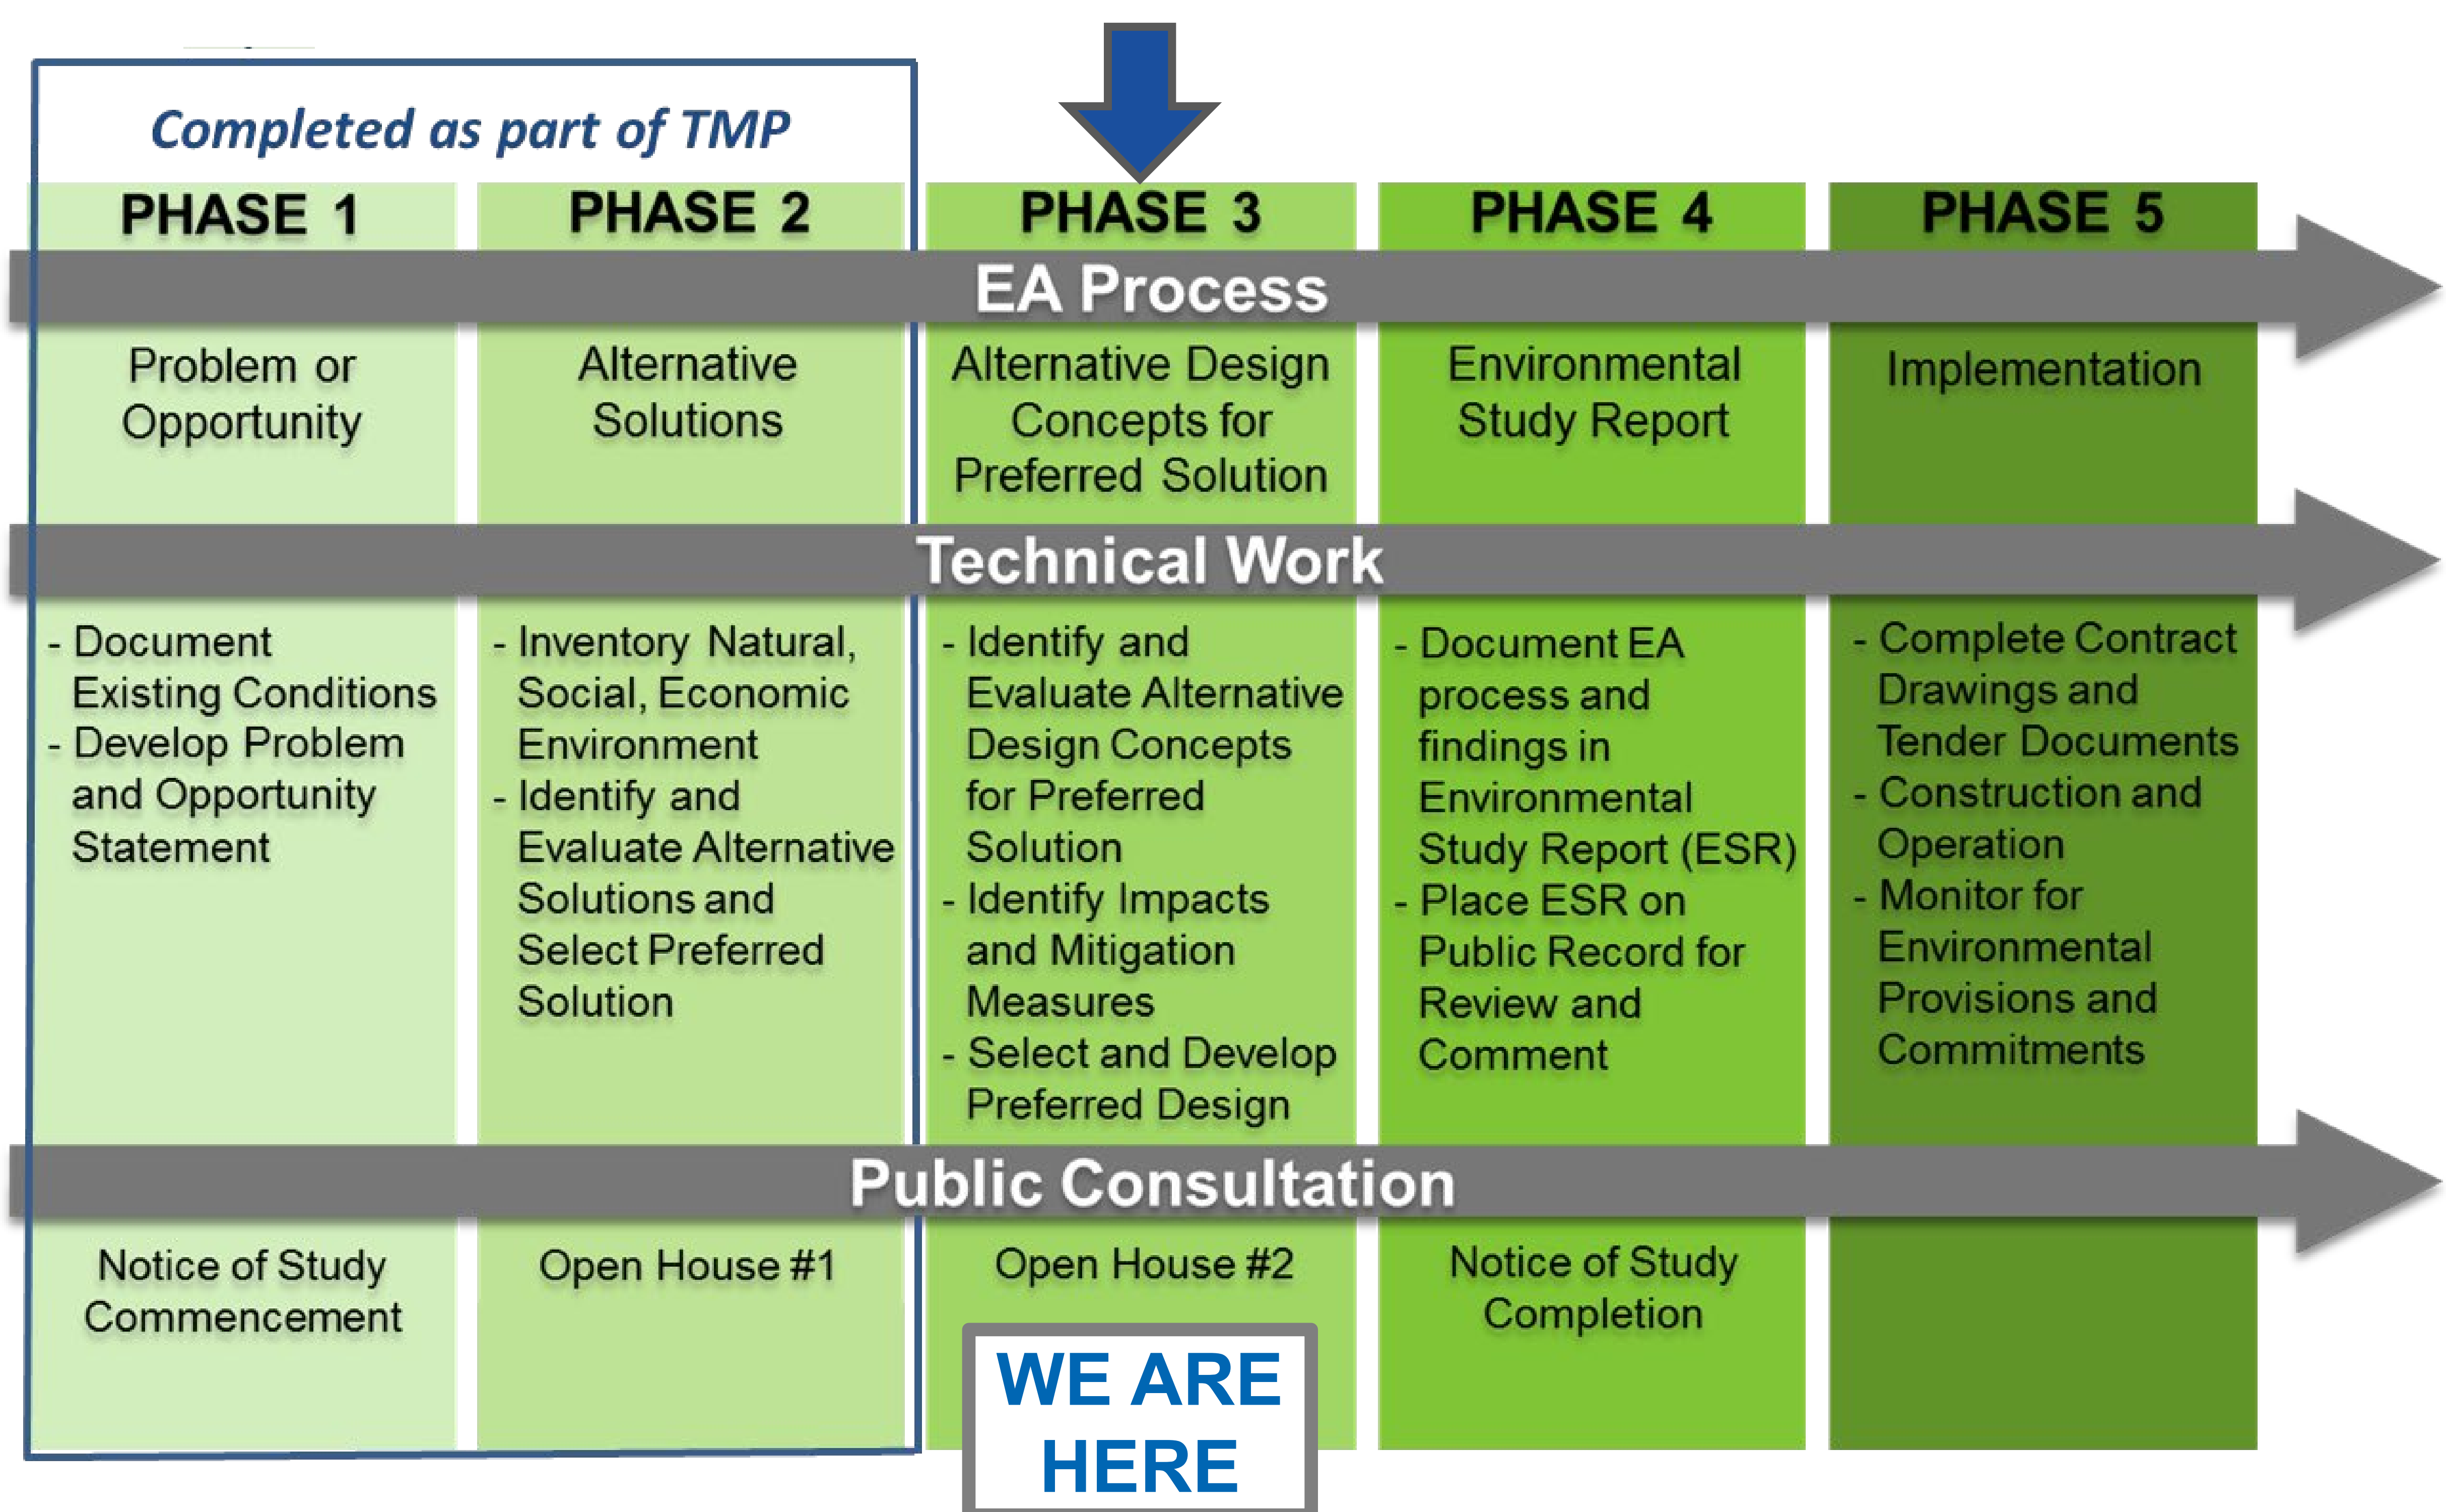 Completed as part of TMP
PHASE 1
PHASE 2
PHASE 3
PHASE 4
PHASE 5
EA Process
Problem or
Opportunity
Alternative
Solutions
Alternative Design
Concepts for
Preferred Solution
Environmental
Study Report
Implementation
Technical Work
- Document
Existing Conditions
- Develop Problem
and Opportunity
Statement
- Inventory Natural,
Social, Economic
Environment
- Identify and
Evaluate Alternative
Solutions and
Select Preferred
Solution
- Identify and
Evaluate Alternative
Design Concepts
for Preferred
Solution
- Identify Impacts
and Mitigation
Measures
- Select and Develop
Preferred Design
- Document EA
process and
findings in
Environmental
Study Report (ESR)
- Place ESR on
Public Record for
Review and
Comment
- Complete Contract
Drawings and
Tender Documents
- Construction and
Operation
- Monitor for
Environmental
Provisions and
Commitments
Public Consultation
Notice of Study
Commencement
Open House #1
Open House #2
Notice of Study
Completion
WE ARE
HERE